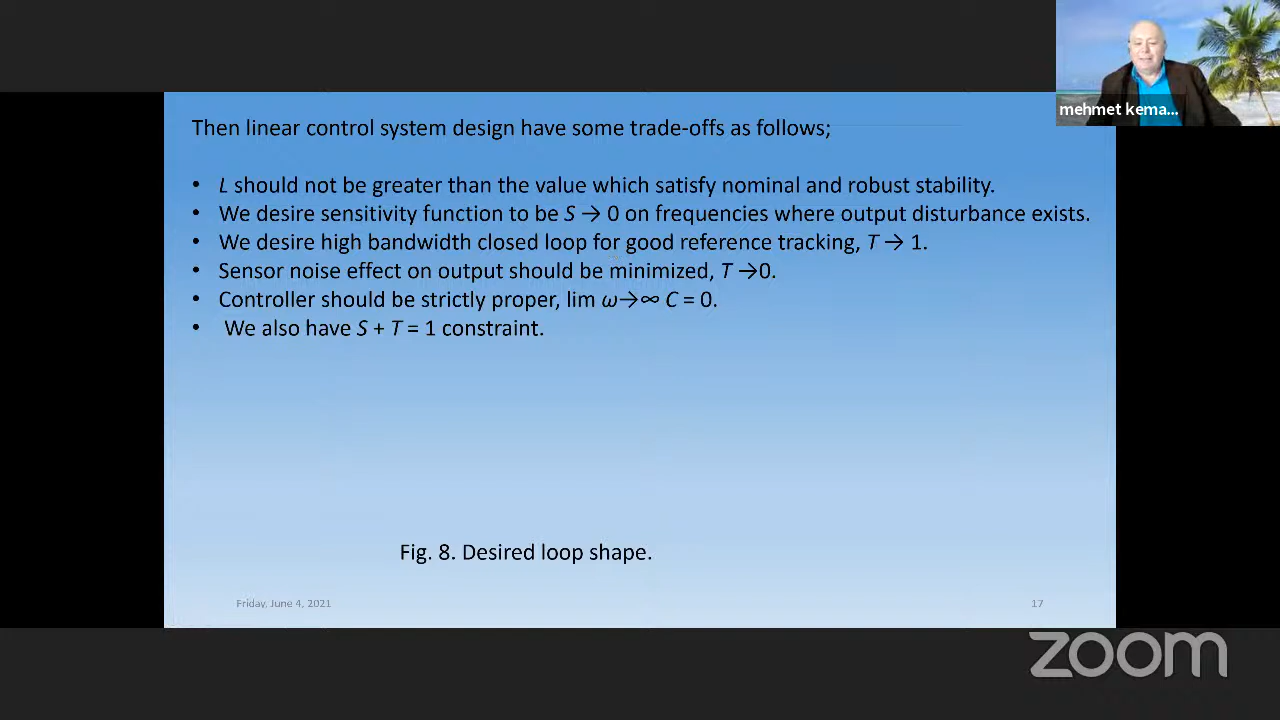 mehmet kema...
Then linear control system design have some trade-offs as follows;
• L should not be greater than the value which satisfy nominal and robust stability.
• We desire sensitivity function to be S → 0 on frequencies where output disturbance exists.
• We desire high bandwidth closed loop for good reference tracking, T → 1.
• Sensor noise effect on output should be minimized, T →0.
• Controller should be strictly proper, lim ω→∞ C = 0.
• We also have S + T = 1 constraint.
Fig. 8. Desired loop shape.
Friday, June 4, 2021
17
zoom